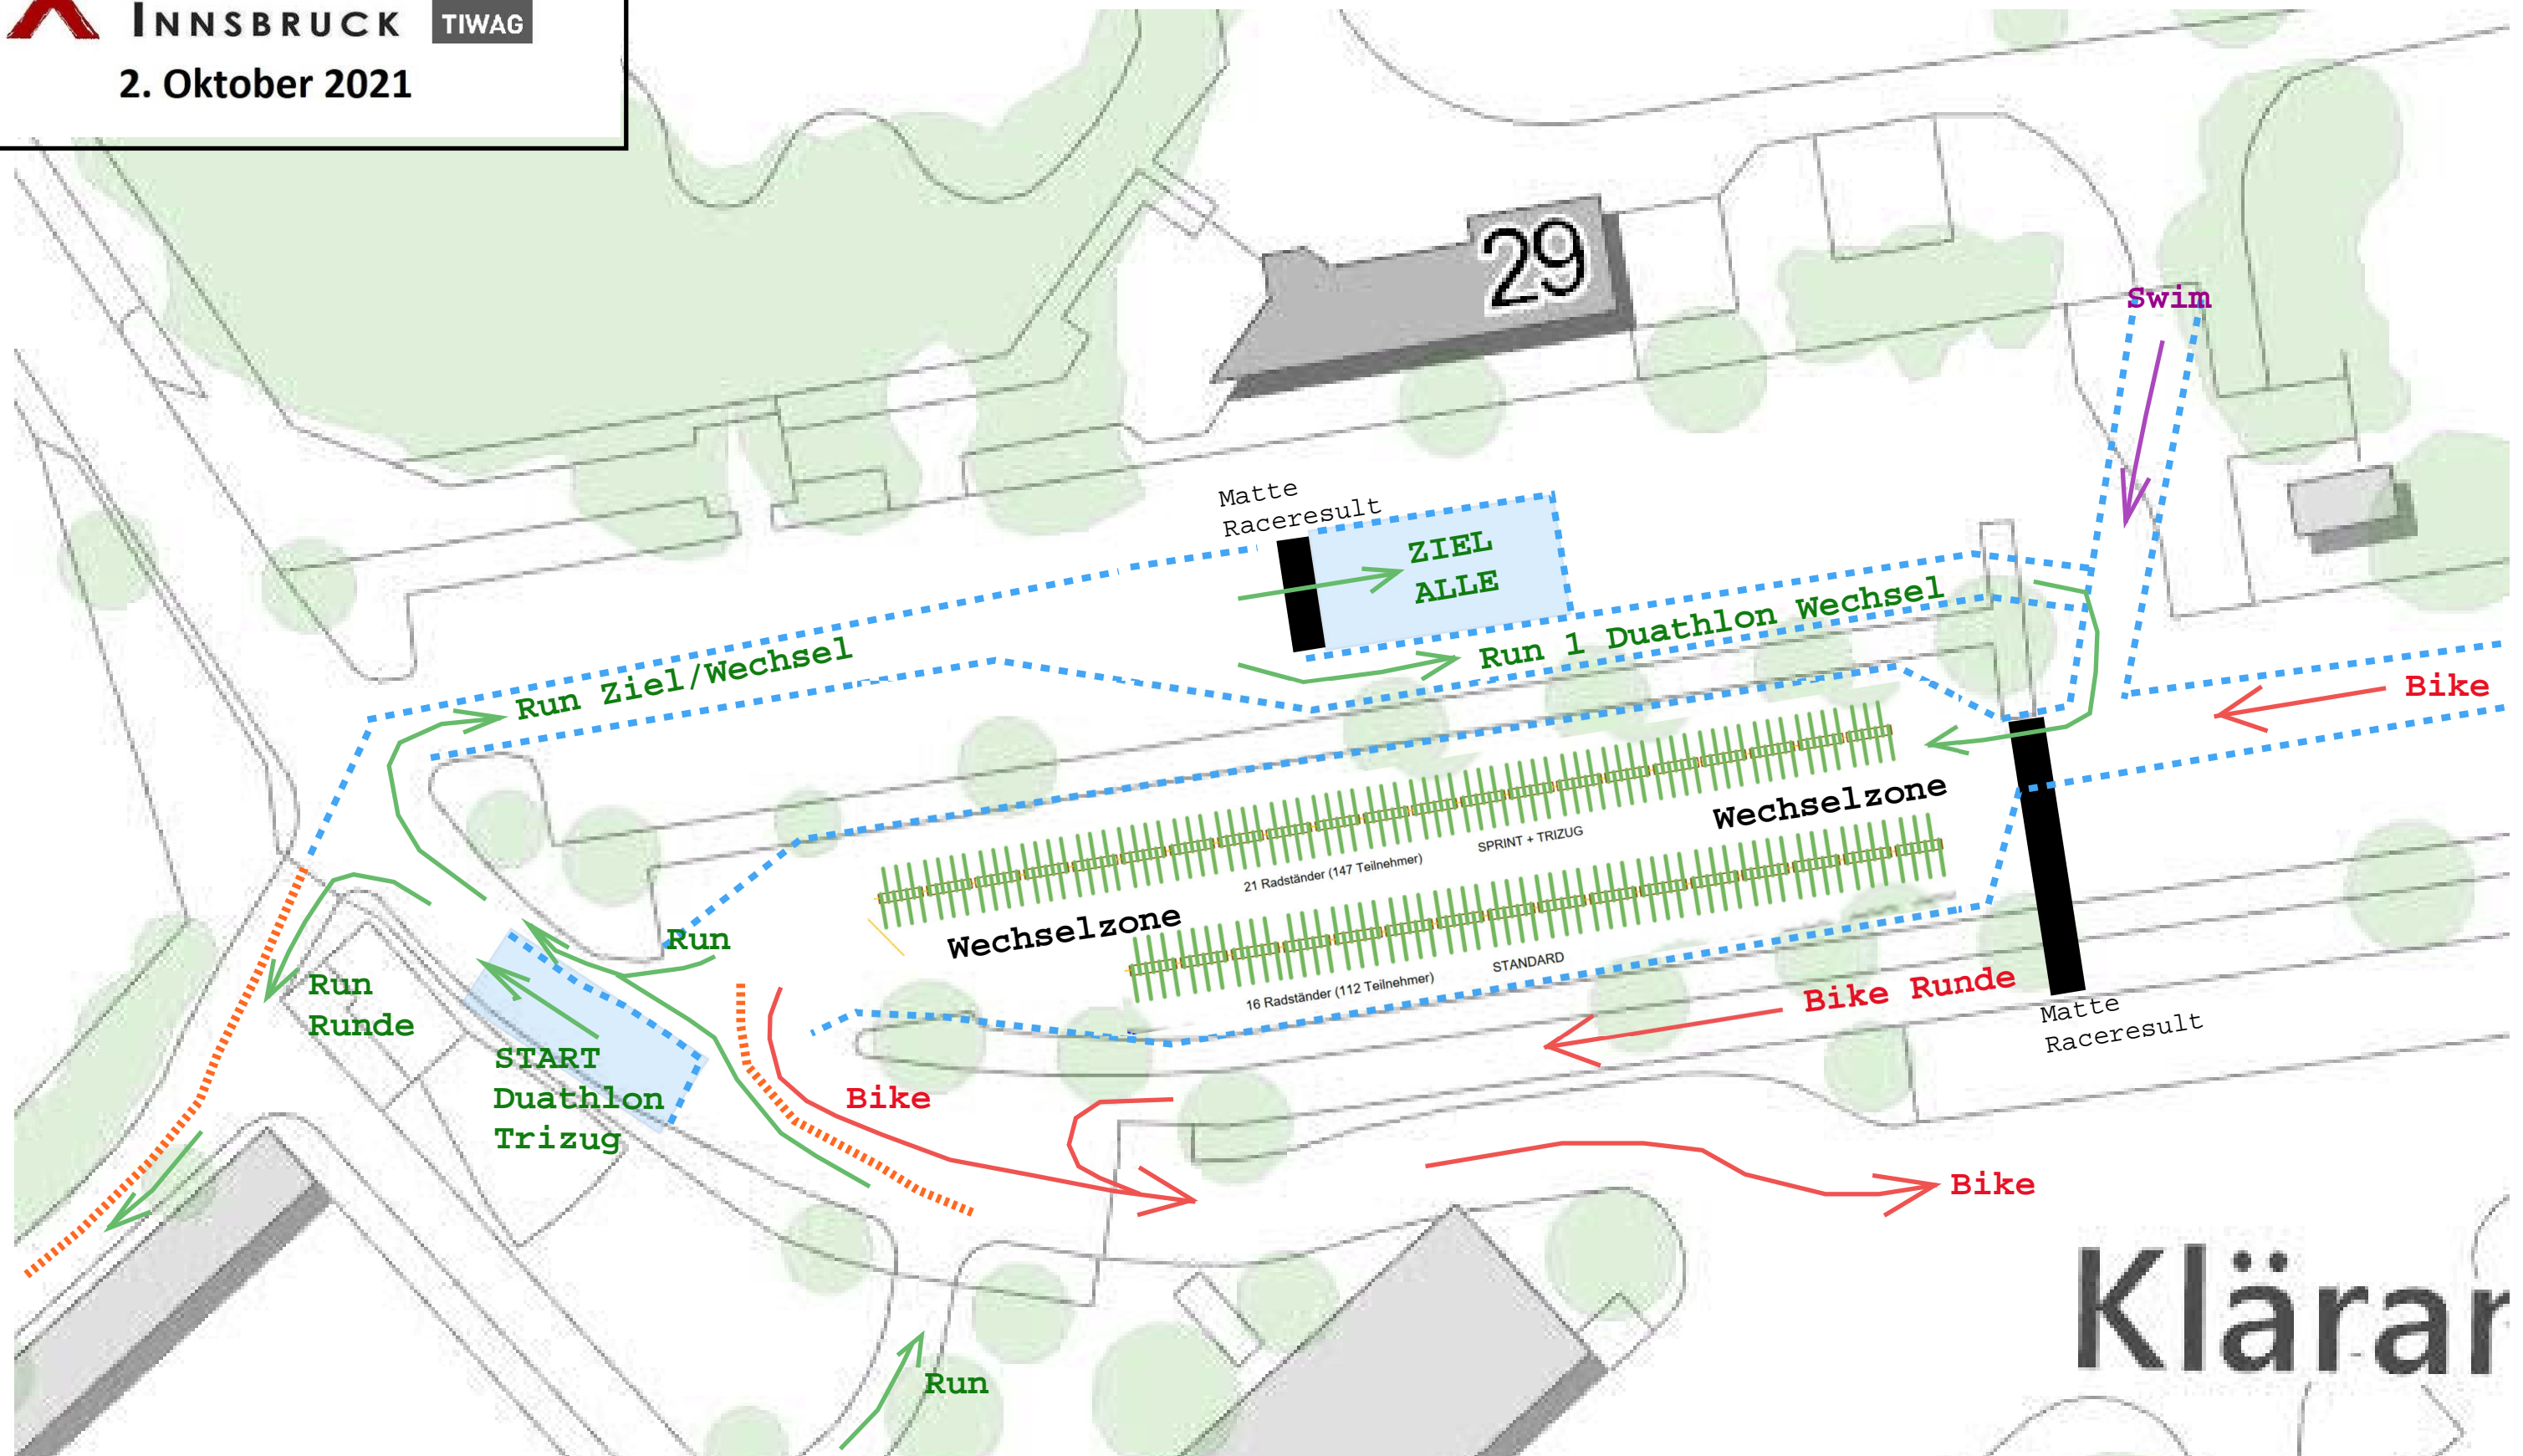 INNSBRUCK TIWAG
2. Oktober 2021
29
Swim
Matte
Raceresult
ZIEL
ALLE
Run 1 Duathlon Wechsel
Run Ziel/Wechsel
Bike
Wechselzone
SPRINT + TRIZUG
21 Radständer (147 Teilnehmer)
Wechselzone
Run
STANDARD
16 Radständer (112 Teilnehmer)
Bike Runde
Run
Runde
Matte
Raceresult
START
Duathlon
Trizug
Bike
Bike
Klärar
Run